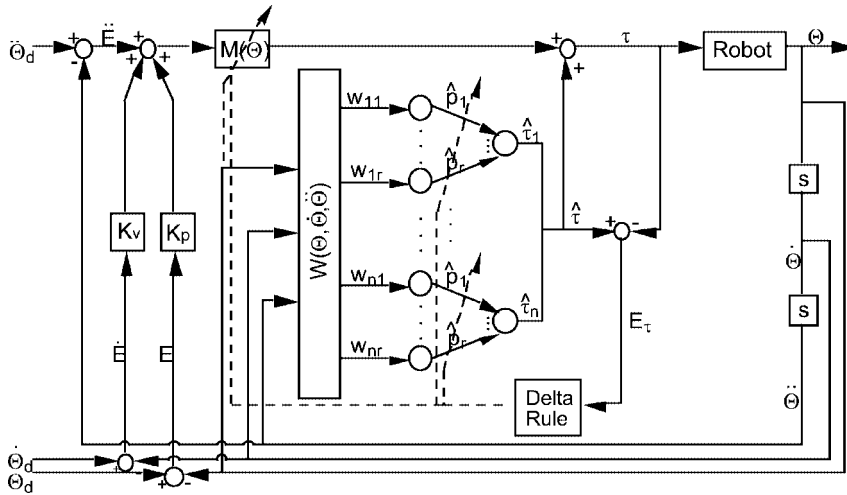 Θ̈d + - Ë + + + M(Θ̂) + + τ Robot Θ
w11 p̂1 τ̂1
w1r p̂r
W(Θ,Θ̇,Θ̈)
Kv Kp
τ̂ + -
s
Θ̇
wn1 p̂1 τ̂n
wnr p̂r
s
Ė E Eτ
Delta
Rule
Θ̈
Θ̇d + -
Θd + -